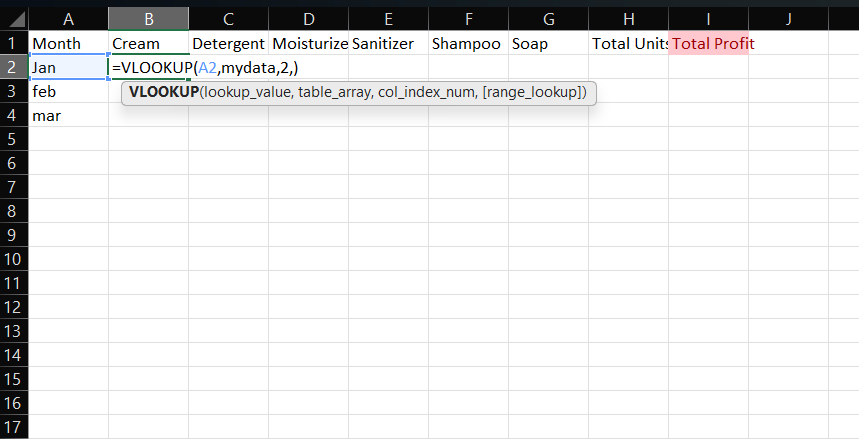 A B C D E F G H I J
1 Month Cream Detergent Moisturize Sanitizer Shampoo Soap Total Units Total Profit
2 Jan =VLOOKUP(A2,mydata,2,)
3 feb VLOOKUP(lookup_value, table_array, col_index_num, [range_lookup])
4 mar
5
6
7
8
9
10
11
12
13
14
15
16
17